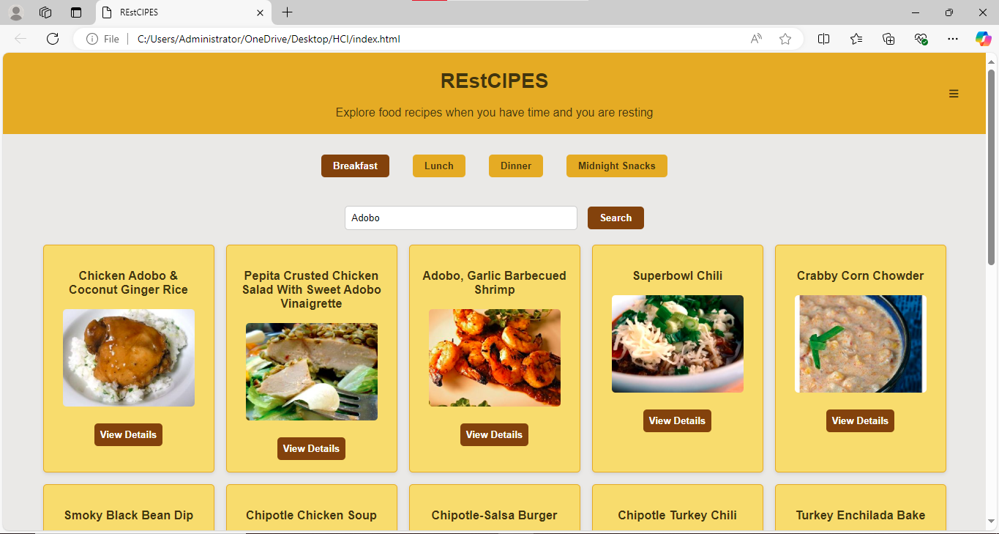 REstCIPES
File
C:/Users/Administrator/OneDrive/Desktop/HCI/index.html
REstCIPES
Explore food recipes when you have time and you are resting
Breakfast
Lunch
Dinner
Midnight Snacks
Adobo
Search
Chicken Adobo &
Coconut Ginger Rice
View Details
Pepita Crusted Chicken
Salad With Sweet Adobo
Vinaigrette
View Details
Adobo, Garlic Barbecued
Shrimp
View Details
Superbowl Chili
View Details
Crabby Corn Chowder
View Details
Smoky Black Bean Dip
Chipotle Chicken Soup
Chipotle-Salsa Burger
Chipotle Turkey Chili
Turkey Enchilada Bake